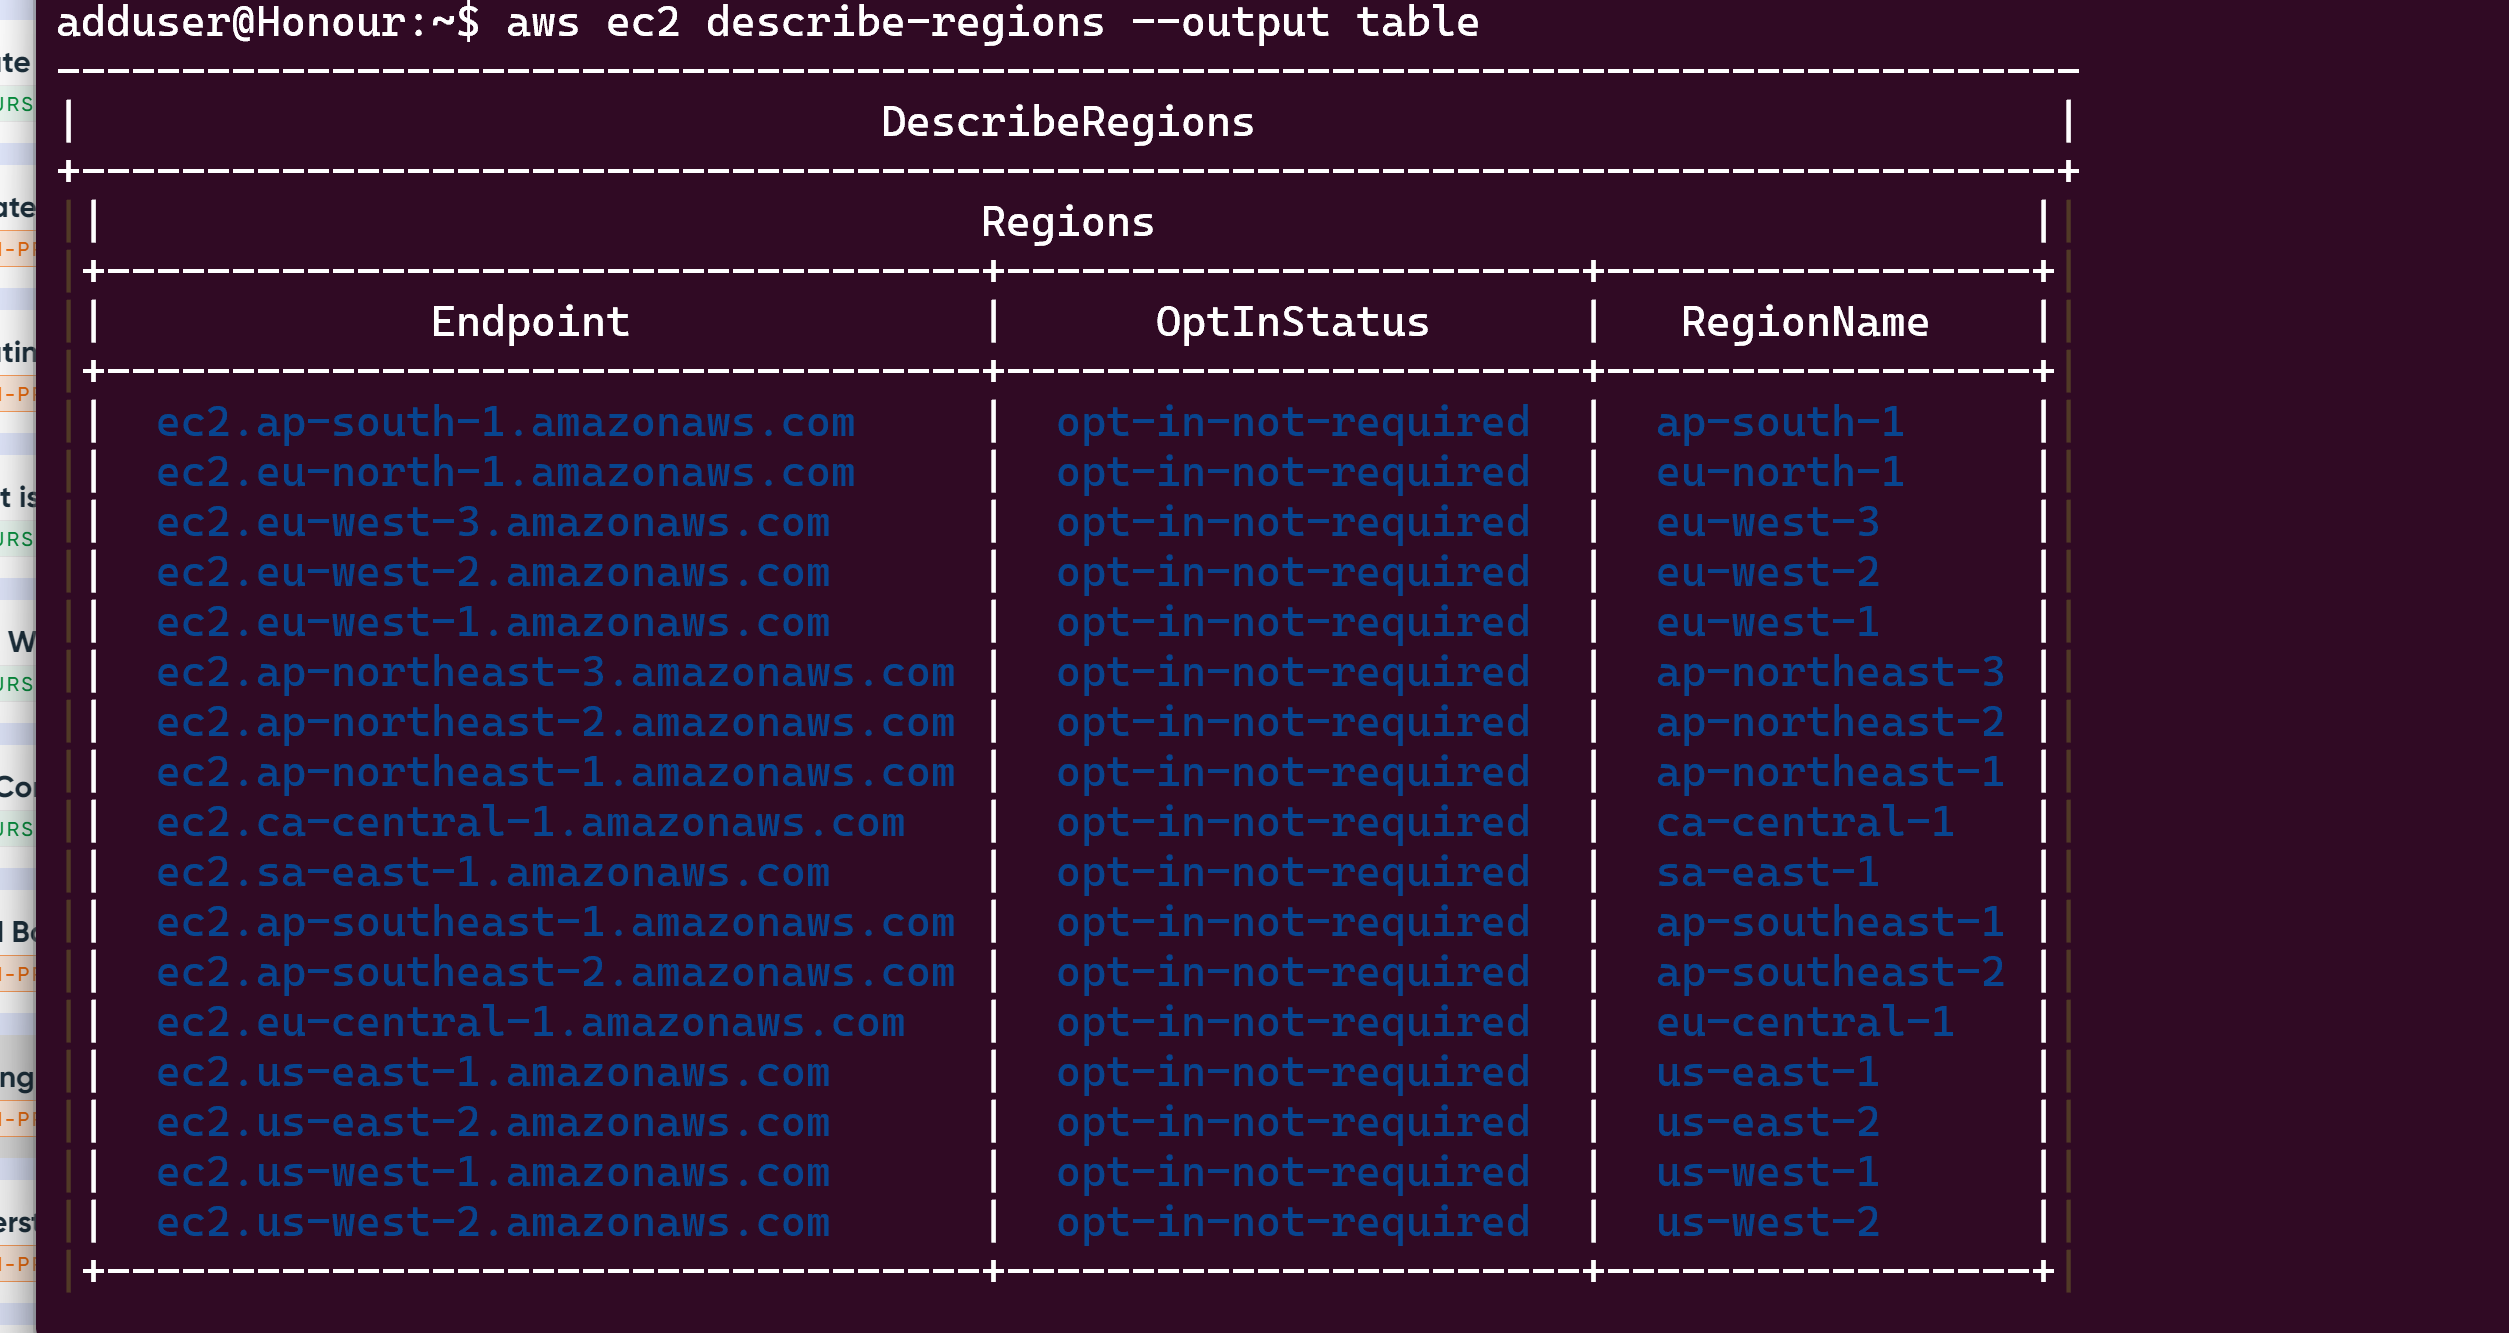 adduser@Honour:~$ aws ec2 describe-regions --output table
DescribeRegions
Regions
Endpoint | OptInStatus | RegionName
ec2.ap-south-1.amazonaws.com | opt-in-not-required | ap-south-1
ec2.eu-north-1.amazonaws.com | opt-in-not-required | eu-north-1
ec2.eu-west-3.amazonaws.com | opt-in-not-required | eu-west-3
ec2.eu-west-2.amazonaws.com | opt-in-not-required | eu-west-2
ec2.eu-west-1.amazonaws.com | opt-in-not-required | eu-west-1
ec2.ap-northeast-3.amazonaws.com | opt-in-not-required | ap-northeast-3
ec2.ap-northeast-2.amazonaws.com | opt-in-not-required | ap-northeast-2
ec2.ap-northeast-1.amazonaws.com | opt-in-not-required | ap-northeast-1
ec2.ca-central-1.amazonaws.com | opt-in-not-required | ca-central-1
ec2.sa-east-1.amazonaws.com | opt-in-not-required | sa-east-1
ec2.ap-southeast-1.amazonaws.com | opt-in-not-required | ap-southeast-1
ec2.ap-southeast-2.amazonaws.com | opt-in-not-required | ap-southeast-2
ec2.eu-central-1.amazonaws.com | opt-in-not-required | eu-central-1
ec2.us-east-1.amazonaws.com | opt-in-not-required | us-east-1
ec2.us-east-2.amazonaws.com | opt-in-not-required | us-east-2
ec2.us-west-1.amazonaws.com | opt-in-not-required | us-west-1
ec2.us-west-2.amazonaws.com | opt-in-not-required | us-west-2